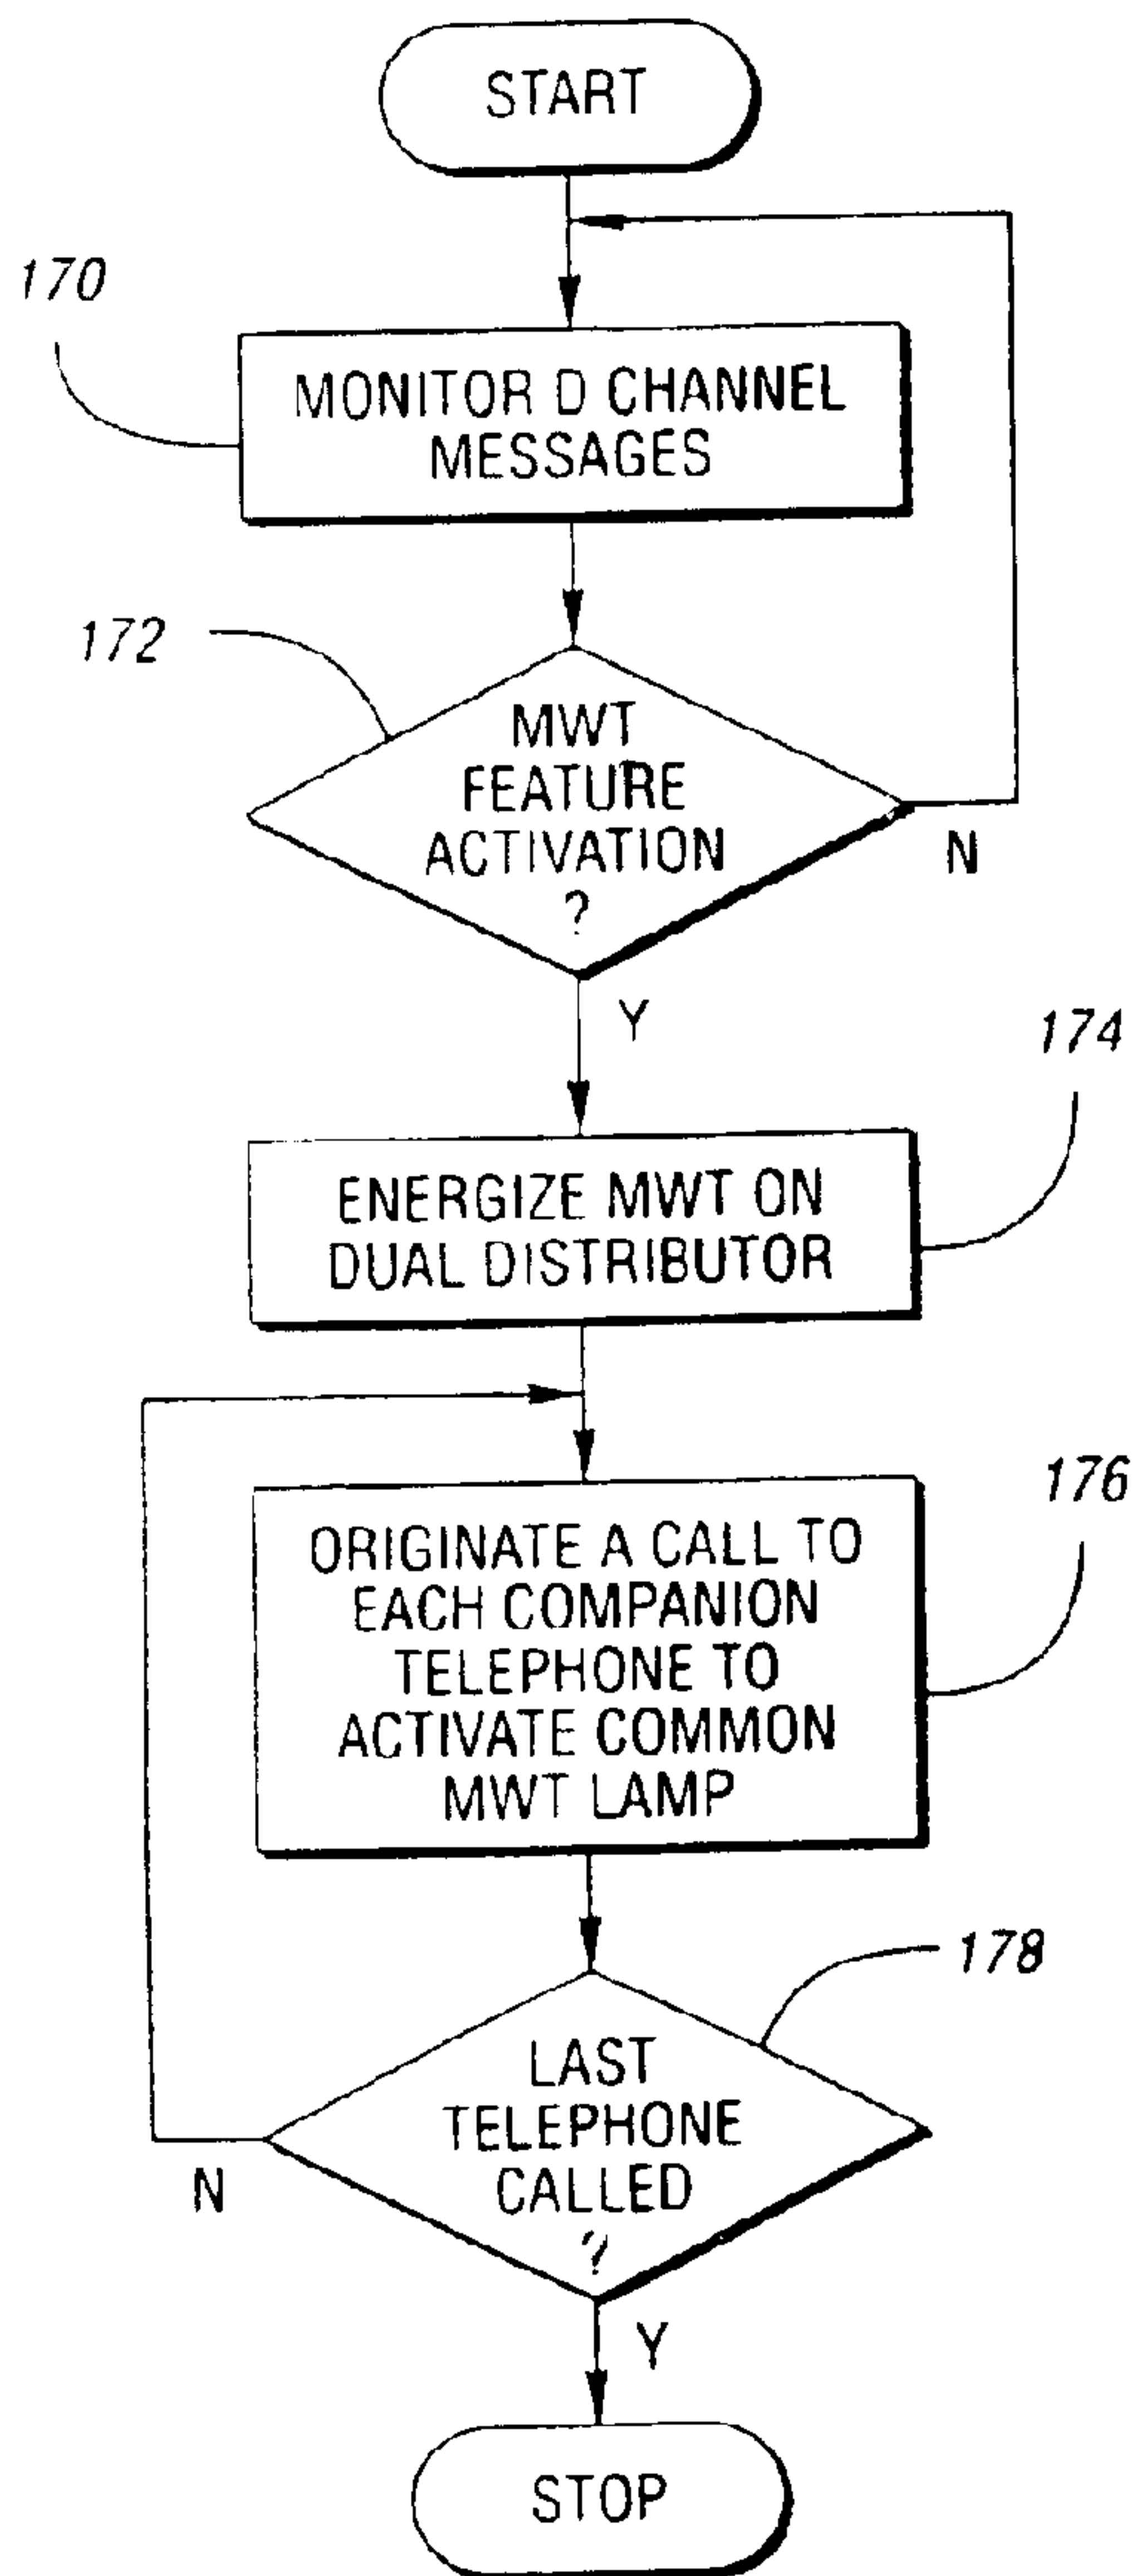 START
170
MONITOR D CHANNEL
MESSAGES
172
MWT
FEATURE
ACTIVATION
?
N
Y
174
ENERGIZE MWT ON
DUAL DISTRIBUTOR
176
ORIGINATE A CALL TO
EACH COMPANION
TELEPHONE TO
ACTIVATE COMMON
MWT LAMP
178
LAST
TELEPHONE
CALLED
?
N
Y
STOP